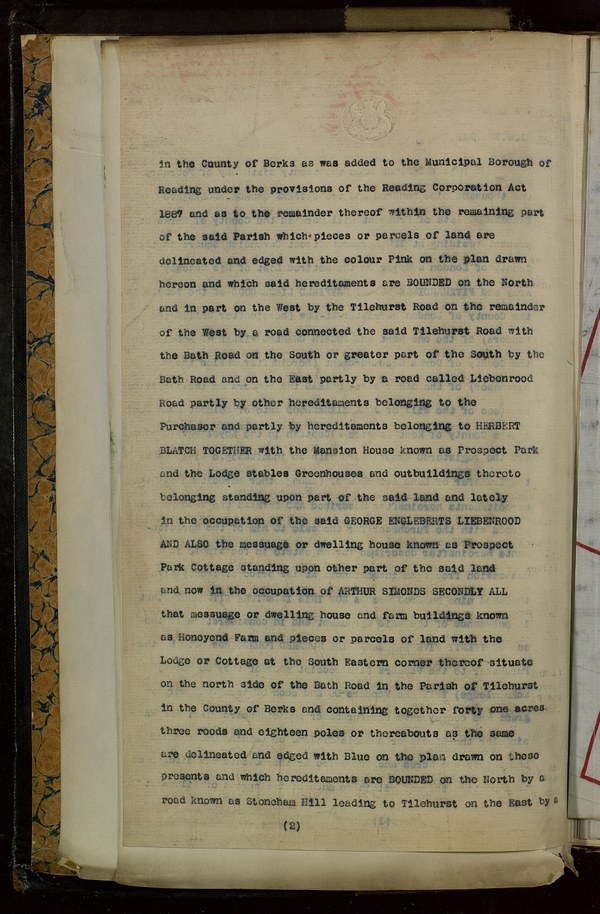 in the County of Berks as was added to the Municipal Borough of
Reading under the provisions of the Reading Corporation Act
1887 and as to the remainder thereof within the remaining part
of the said Parish which pieces or parcels of land are
delineated and edged with the colour Pink on the plan drawn
hereon and which said hereditaments are BOUNDED on the North
and in part on the West by the Tilehurst Road on the remainder
of the West by a road connected the said Tilehurst Road with
the Bath Road on the South or greater part of the South by the
Bath Road and on the East partly by a road called Liebenrood
Road partly by other hereditaments belonging to the
Purchaser and partly by hereditaments belonging to HERBERT
BLATCH TOGETHER with the Mansion House known as Prospect Park
and the Lodge stables Greenhouses and outbuildings thereto
belonging standing upon part of the said land and lately
in the occupation of the said GEORGE ENGLEBERTS LIEBENROOD
AND ALSO the messuage or dwelling house known as Prospect
Park Cottage standing upon other part of the said land
and now in the occupation of ARTHUR SYMONDS SECONDLY ALL
that messuage or dwelling house and farm buildings known
as Honeyend Farm and pieces or parcels of land with the
Lodge or Cottage at the South Eastern corner thereof situate
on the north side of the Bath Road in the Parish of Tilehurst
in the County of Berks and containing together forty one acres
three roods and eighteen poles or thereabouts as the same
are delineated and edged with Blue on the plan drawn on these
presents and which hereditaments are BOUNDED on the North by a
road known as Stoneham Hill leading to Tilehurst on the East by a
(2)